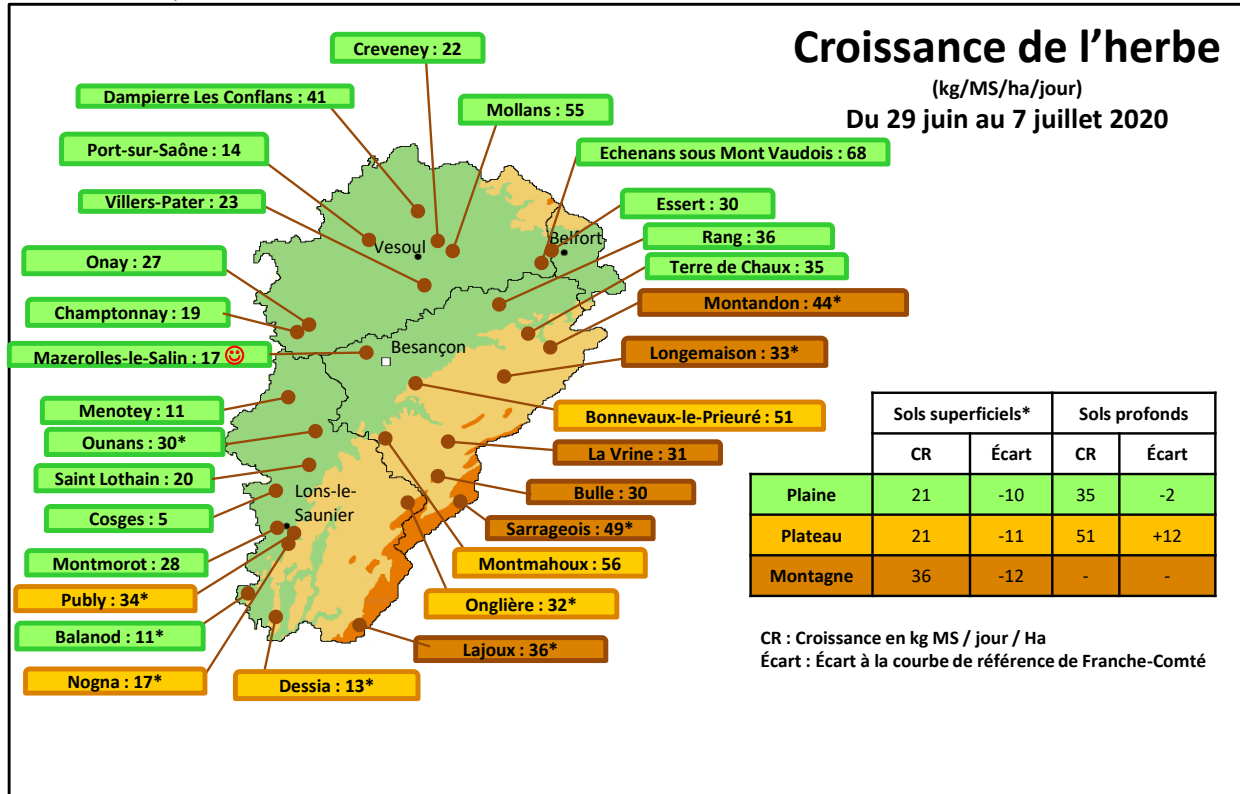 Croissance de l’herbe
(kg/MS/ha/jour)
Du 29 juin au 7 juillet 2020
Creveney : 22
Dampierre Les Conflans : 41
Mollans : 55
Port-sur-Saône : 14
Echenans sous Mont Vaudois : 68
Villers-Pater : 23
Essert : 30
Vesoul
Belfort
Rang : 36
Onay : 27
Terre de Chaux : 35
Champtonnay : 19
Montandon : 44*
Mazerolles-le-Salin : 17
Besançon
Longemaison : 33*
Menotey : 11
Bonnevaux-le-Prieuré : 51
Ounans : 30*
La Vrine : 31
Saint Lothain : 20
Bulle : 30
Lons-le-
Saunier
Cosges : 5
Sarrageois : 49*
Montmorot : 28
Montmahoux : 56
Publy : 34*
Onglière : 32*
Balanod : 11*
Lajoux : 36*
Nogna : 17*
Dessia : 13*
Sols superficiels* Sols profonds
CR Écart CR Écart
Plaine 21 -10 35 -2
Plateau 21 -11 51 +12
Montagne 36 -12 - -
CR : Croissance en kg MS / jour / Ha
Écart : Écart à la courbe de référence de Franche-Comté